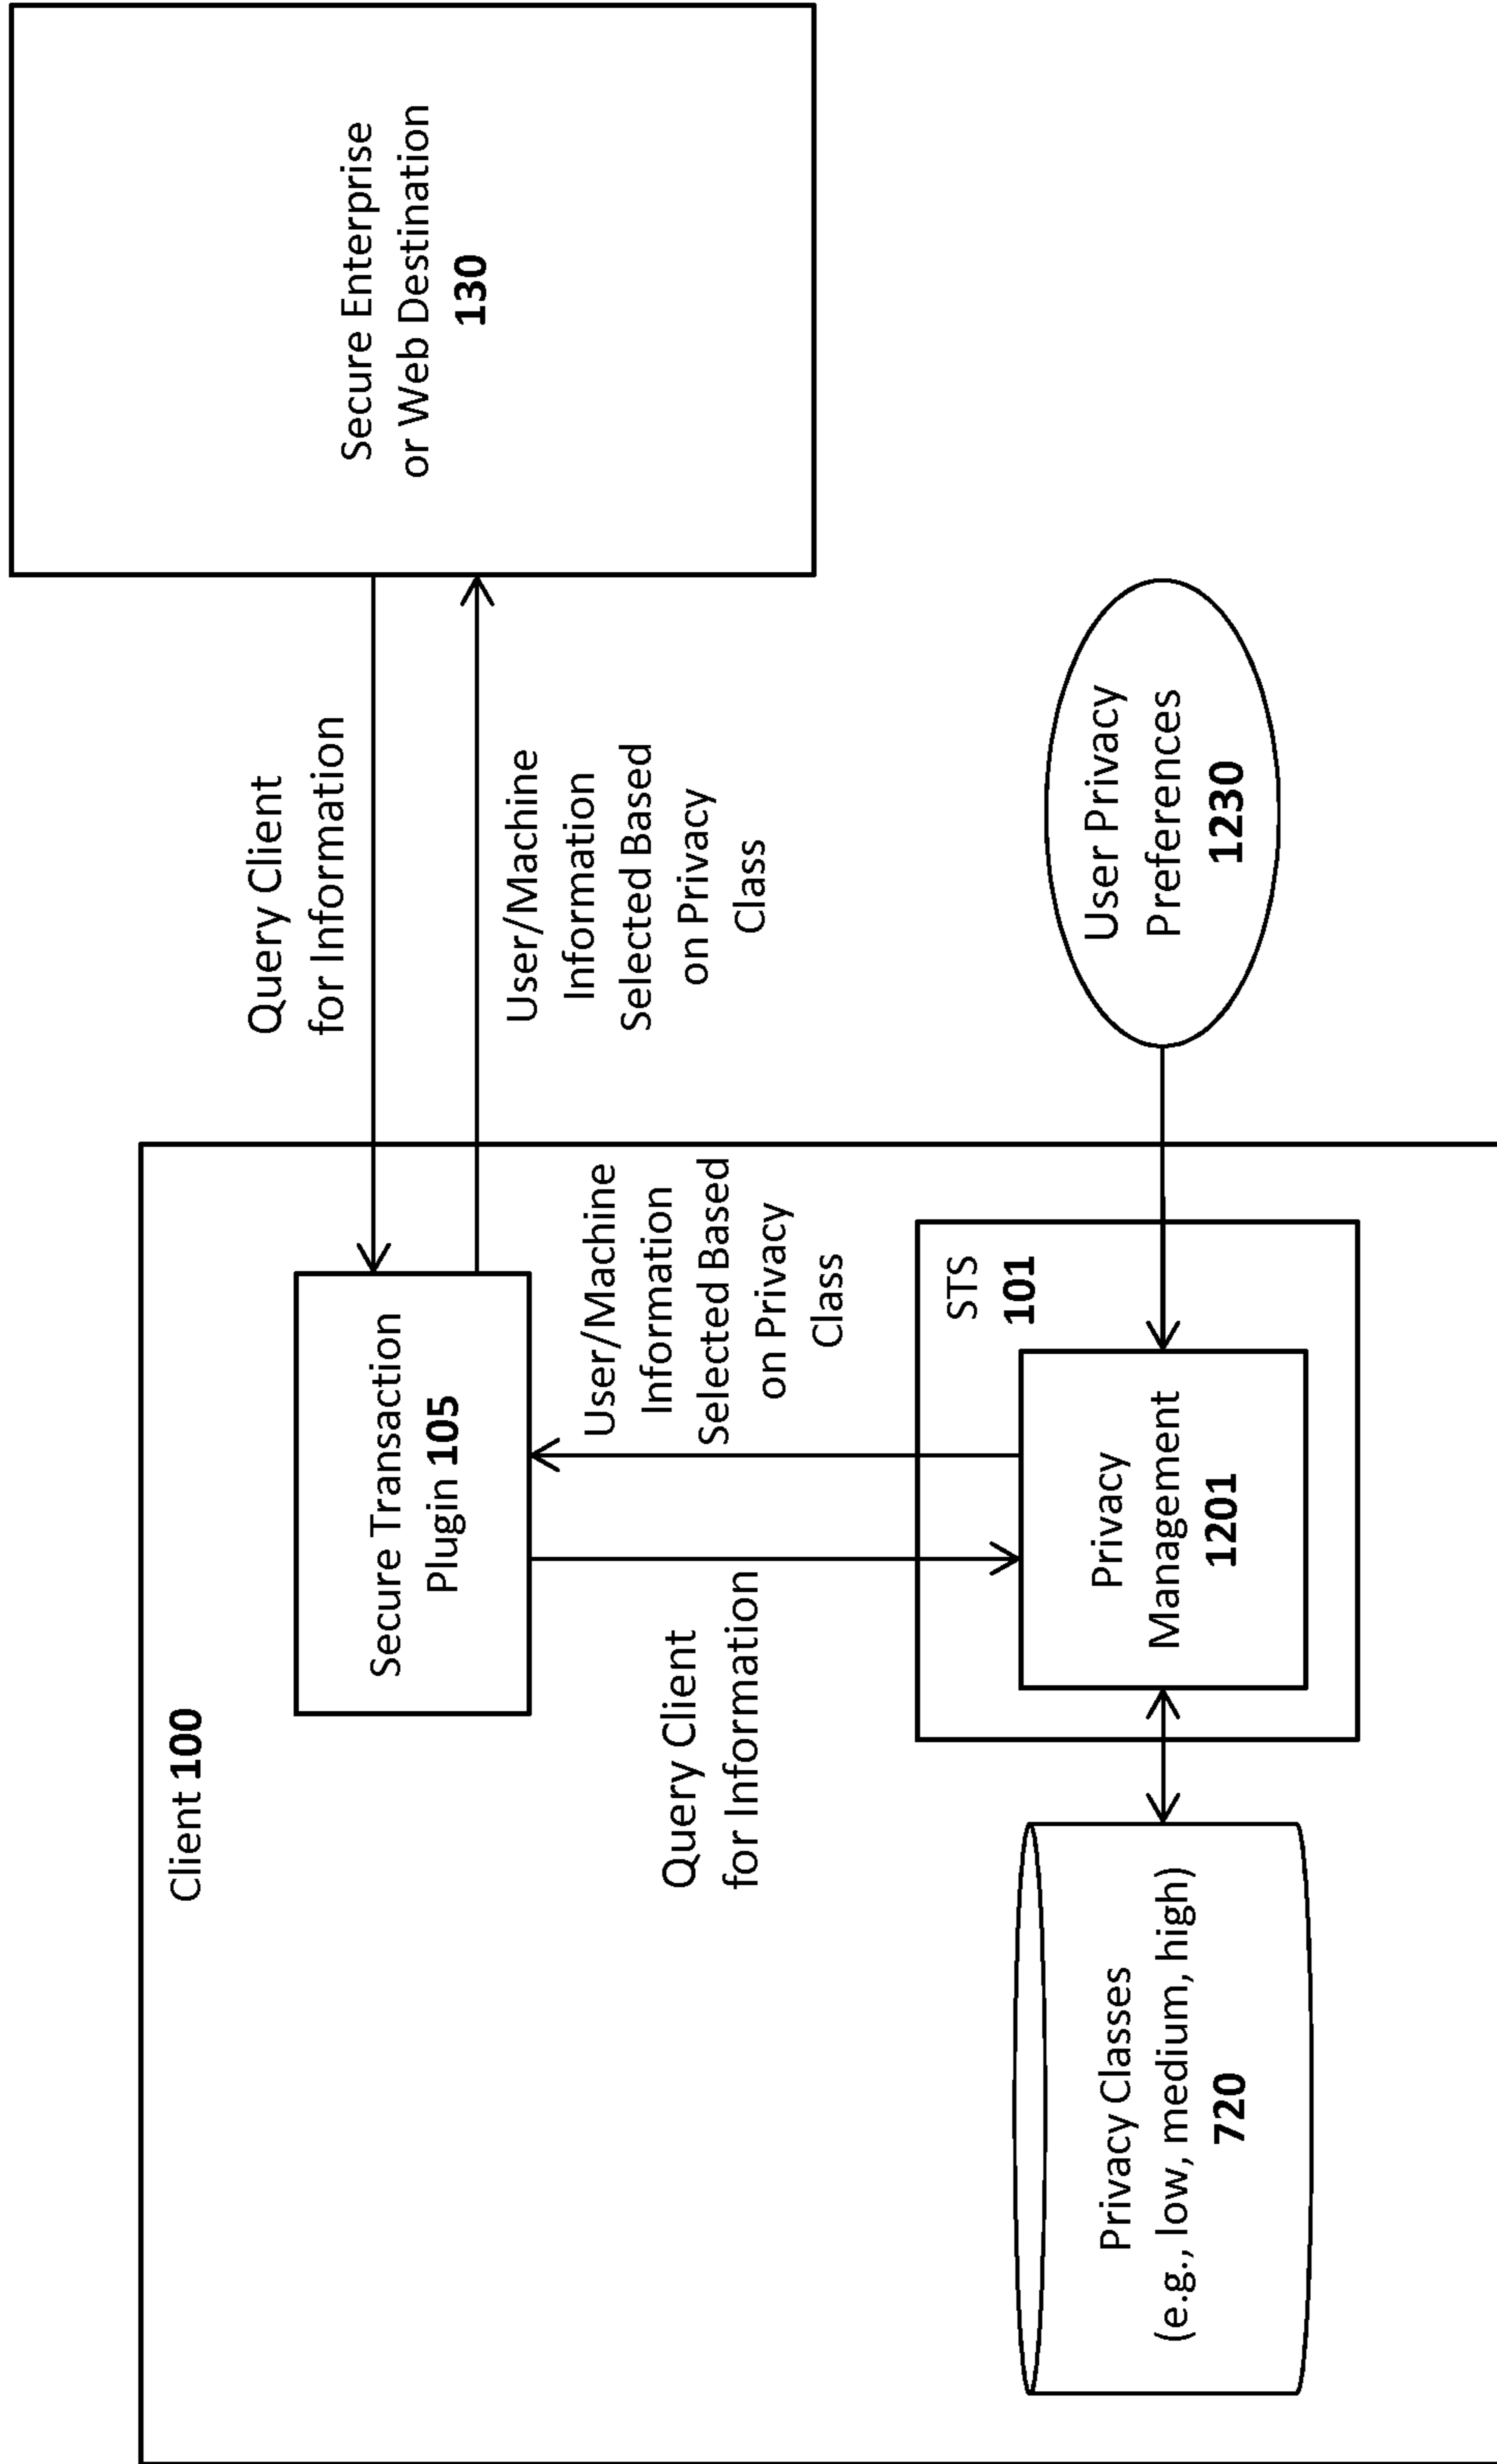 Client 100
Secure Transaction
Plugin 105
Query Client
for Information
User/Machine
Information
Selected Based
on Privacy
Class
Secure Enterprise
or Web Destination
130
Query Client
for Information
User/Machine
Information
Selected Based
on Privacy
Class
STS
101
Privacy
Management
1201
Privacy Classes
(e.g., low, medium, high)
720
User Privacy
Preferences
1230